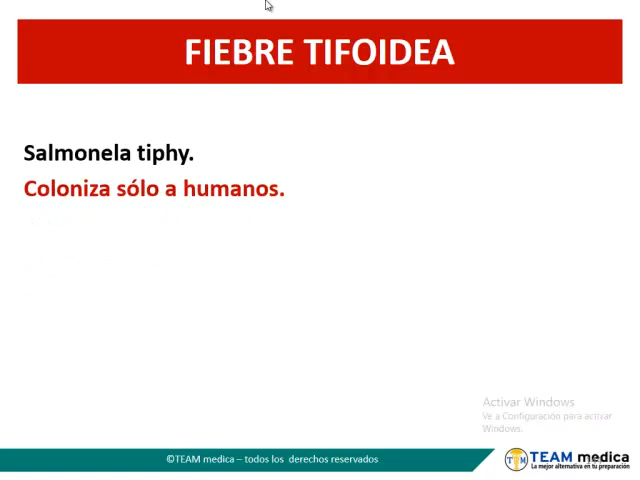 FIEBRE TIFOIDEA
Salmonela tiphy.
Coloniza sólo a humanos.
Activar Windows
Ve a Configuración para activar
Windows.
©TEAM medica – todos los derechos reservados
TEAM medica
La mejor alternativa en tu preparación